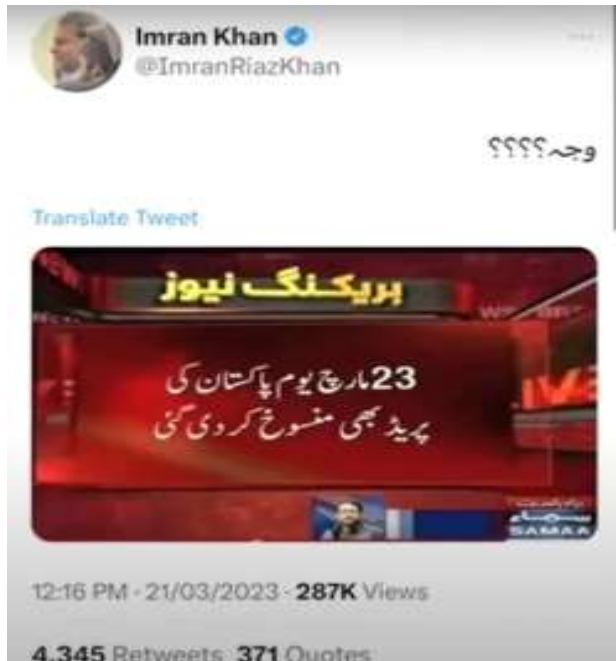 Imran Khan
@ImranRiazKhan
وجہ؟؟؟؟
Translate Tweet
بریکنگ نیوز
23 مارچ یوم پاکستان کی
پریڈ بھی منسوخ کر دی گئی
سماء
SAMAA
12:16 PM · 21/03/2023 · 287K Views
4,345 Retweets 371 Quotes